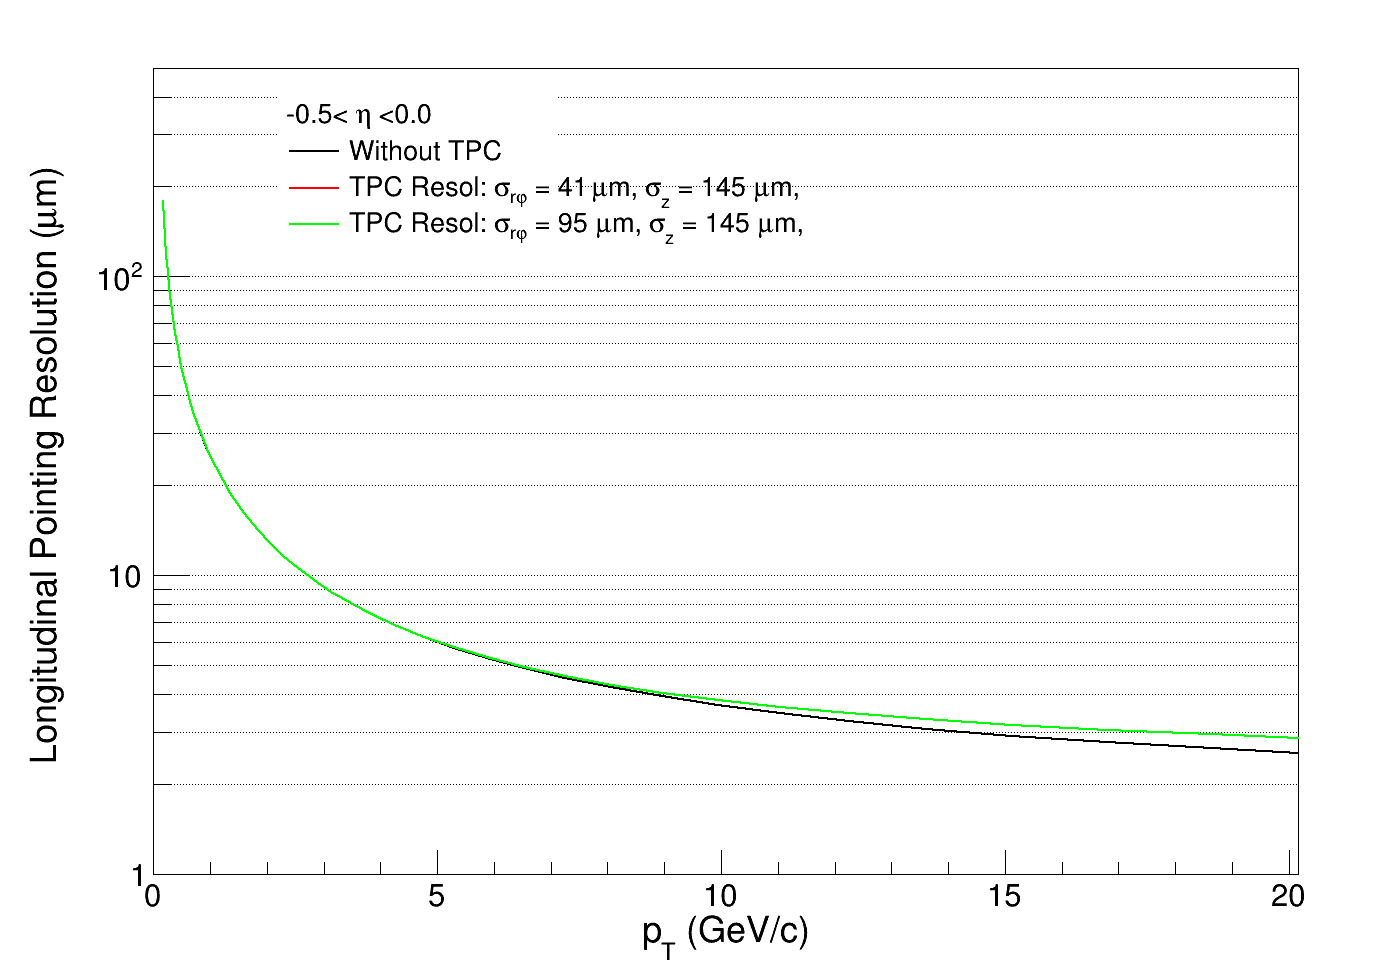 -0.5< η <0.0
Without TPC
TPC Resol: σrφ = 41 μm, σz = 145 μm,
TPC Resol: σrφ = 95 μm, σz = 145 μm,
Longitudinal Pointing Resolution (μm)
10²
10
1
0 5 10 15 20
pT (GeV/c)